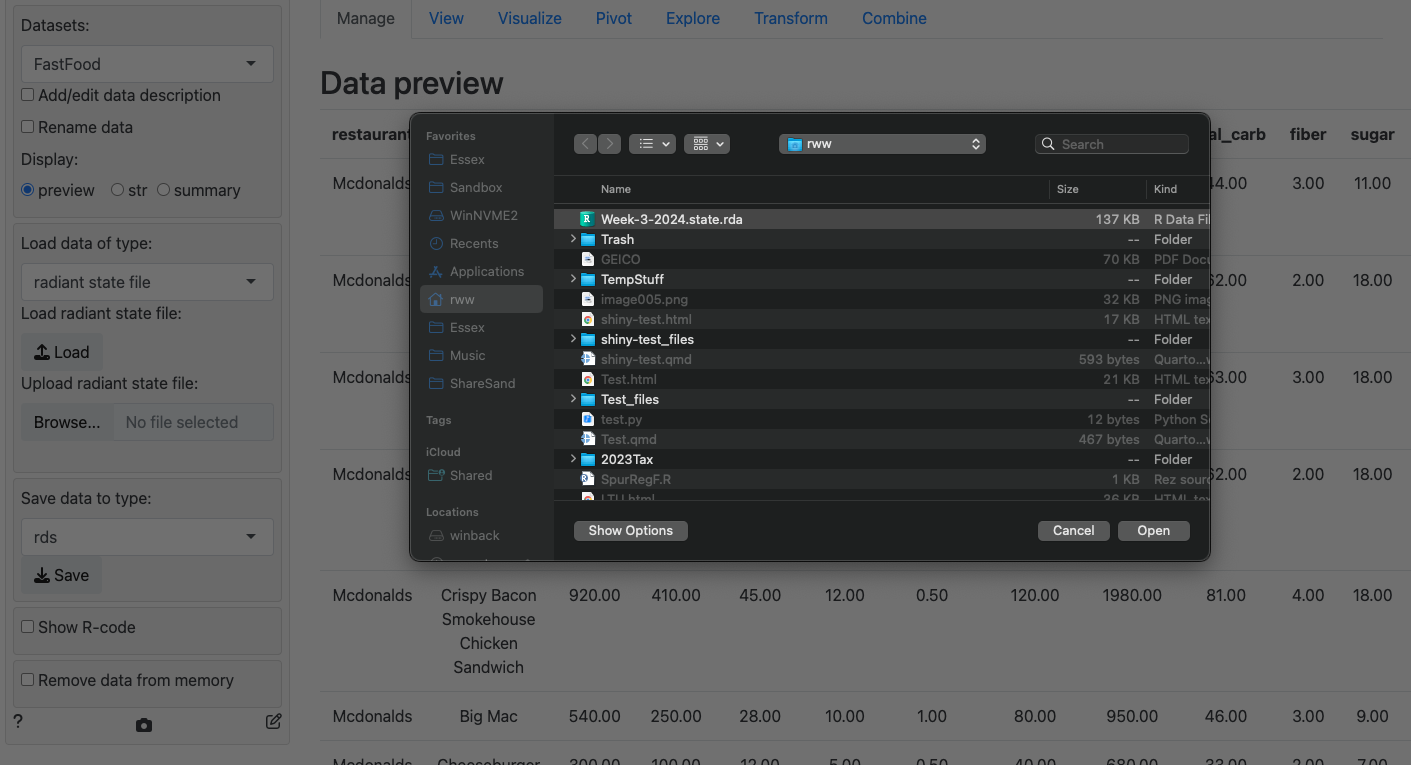 Datasets:
FastFood
Add/edit data description
Rename data
Display:
preview str summary
Load data of type:
radiant state file
Load radiant state file:
Load
Upload radiant state file:
Browse... No file selected
Save data to type:
rds
Save
Show R-code
Remove data from memory
?
Manage View Visualize Pivot Explore Transform Combine
Data preview
restaurant al_carb fiber sugar
Mcdonalds 44.00 3.00 11.00
Mcdonalds 62.00 2.00 18.00
Mcdonalds 63.00 3.00 18.00
Mcdonalds 62.00 2.00 18.00
Mcdonalds Crispy Bacon 920.00 410.00 45.00 12.00 0.50 120.00 1980.00 81.00 4.00 18.00
Smokehouse
Chicken
Sandwich
Mcdonalds Big Mac 540.00 250.00 28.00 10.00 1.00 80.00 950.00 46.00 3.00 9.00
Mcdonalds Cheeseburger 300.00 100.00 12.00 5.00 0.50 40.00 680.00 33.00 2.00 7.00
Favorites
Essex
Sandbox
WinNVME2
Recents
Applications
rww
Essex
Music
ShareSand
Tags
iCloud
Shared
Locations
winback
rww Search
Name Size Kind
Week-3-2024.state.rda 137 KB R Data Fil
Trash -- Folder
GEICO 70 KB PDF Docu
TempStuff -- Folder
image005.png 32 KB PNG imag
shiny-test.html 17 KB HTML tex
shiny-test_files -- Folder
shiny-test.qmd 593 bytes Quarto...v
Test.html 21 KB HTML tex
Test_files -- Folder
test.py 12 bytes Python S
Test.qmd 467 bytes Quarto...v
2023Tax -- Folder
SpurRegF.R 1 KB Rez sourc
LTU.html 36 KB HTML tex
Show Options Cancel Open